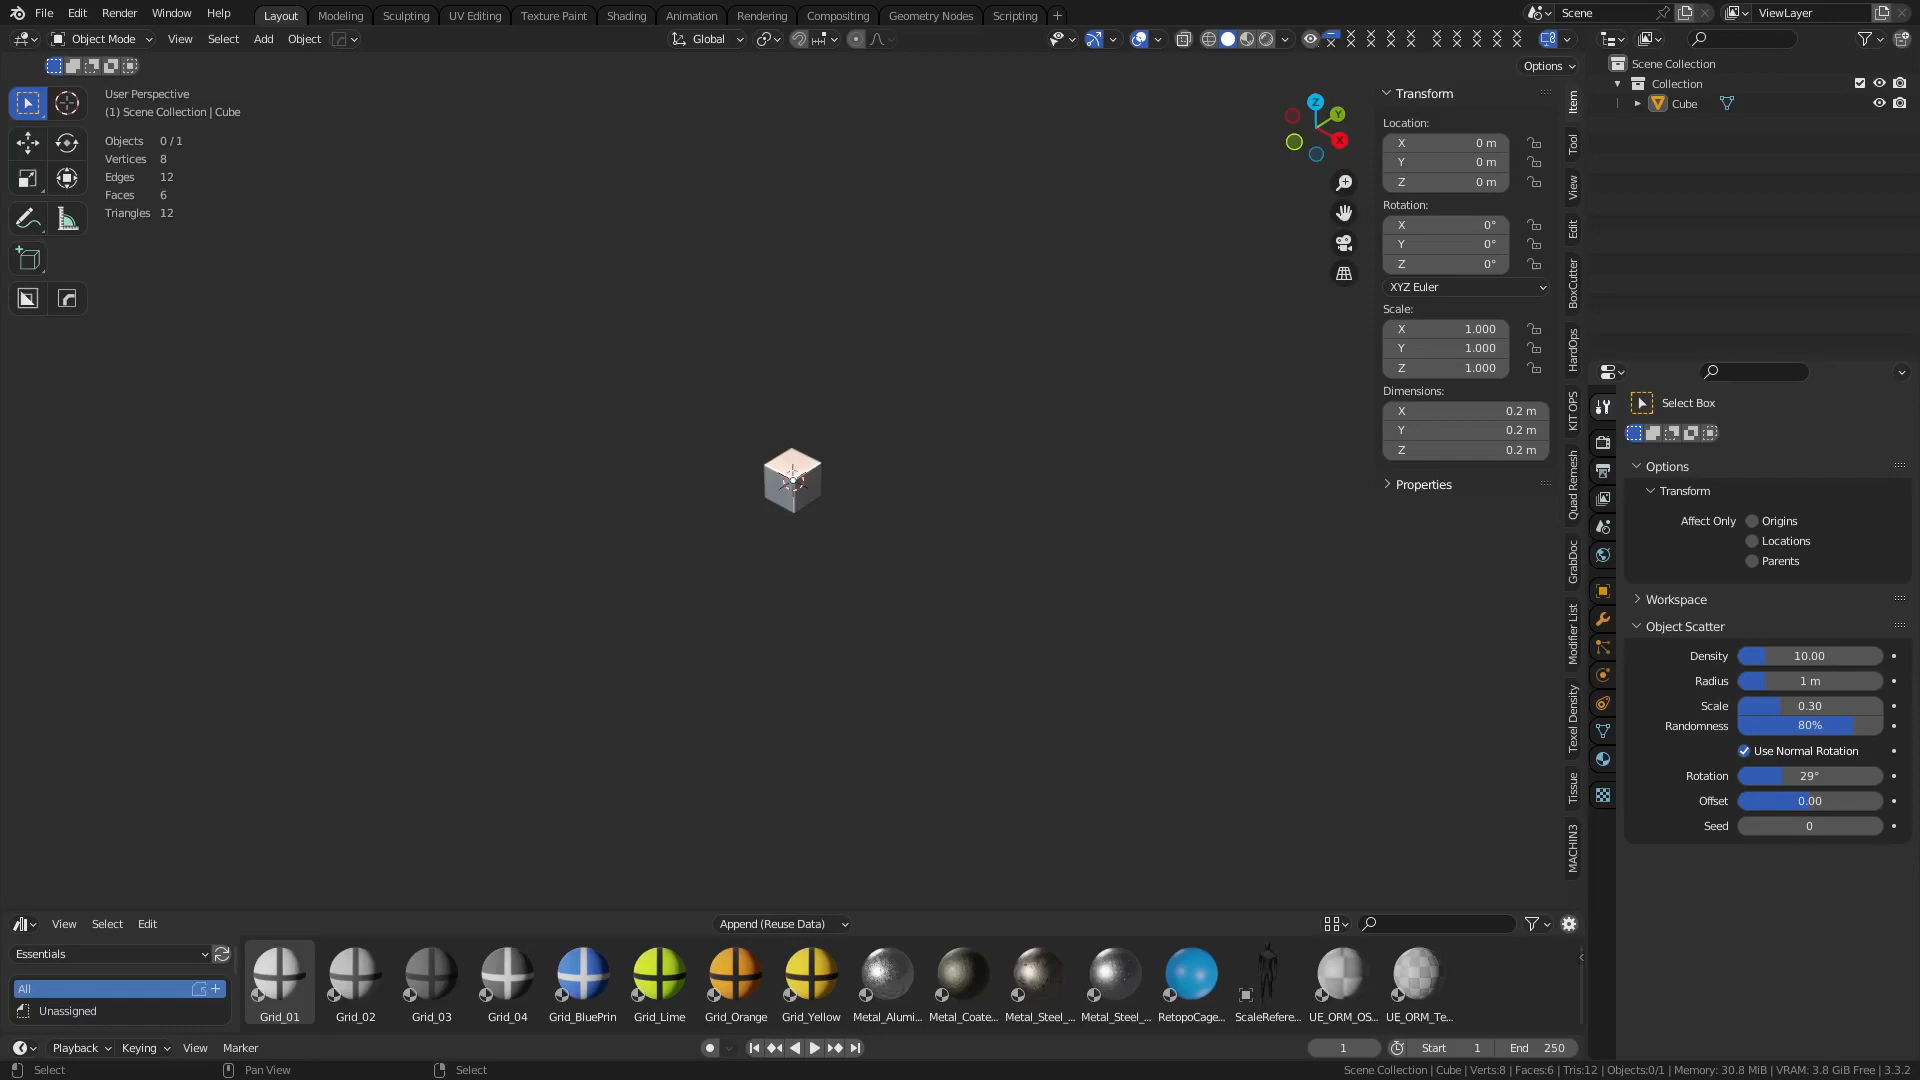 File Edit Render Window Help Layout Modeling Sculpting UV Editing Texture Paint Shading Animation Rendering Compositing Geometry Nodes Scripting + Scene ViewLayer
Object Mode View Select Add Object Global
Options
User Perspective
(1) Scene Collection | Cube
Objects 0/1
Vertices 8
Edges 12
Faces 6
Triangles 12
Z
Y
X
Transform
Location:
X 0 m
Y 0 m
Z 0 m
Rotation:
X 0°
Y 0°
Z 0°
XYZ Euler
Scale:
X 1.000
Y 1.000
Z 1.000
Dimensions:
X 0.2 m
Y 0.2 m
Z 0.2 m
Properties
Item
Tool
View
Edit
BoxCutter
HardOps
KIT OPS
Quad Remesh
GrabDoc
Modifier List
Texel Density
Tissue
MACHIN3
Scene Collection
Collection
Cube
Select Box
Options
Transform
Affect Only Origins
Locations
Parents
Workspace
Object Scatter
Density 10.00
Radius 1 m
Scale 0.30
Randomness 80%
Use Normal Rotation
Rotation 29°
Offset 0.00
Seed 0
View Select Edit Append (Reuse Data)
Essentials
All
Unassigned
Grid_01 Grid_02 Grid_03 Grid_04 Grid_BluePrin Grid_Lime Grid_Orange Grid_Yellow Metal_Alumi... Metal_Coate... Metal_Steel_... Metal_Steel_... RetopoCage... ScaleRefere... UE_ORM_OS... UE_ORM_Te...
Playback Keying View Marker 1 Start 1 End 250
Select Pan View Select Scene Collection | Cube | Verts:8 | Faces:6 | Tris:12 | Objects:0/1 | Memory: 30.8 MiB | VRAM: 3.8 GiB Free | 3.3.2